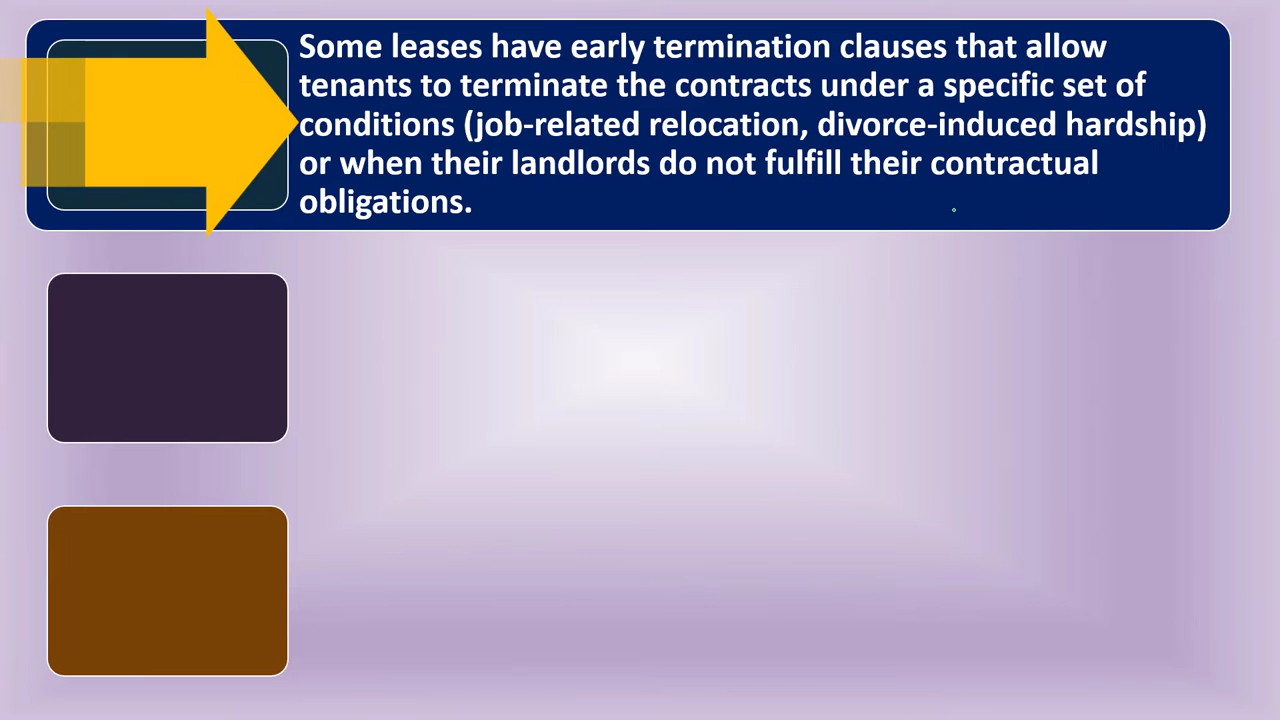 Some leases have early termination clauses that allow
tenants to terminate the contracts under a specific set of
conditions (job-related relocation, divorce-induced hardship)
or when their landlords do not fulfill their contractual
obligations.